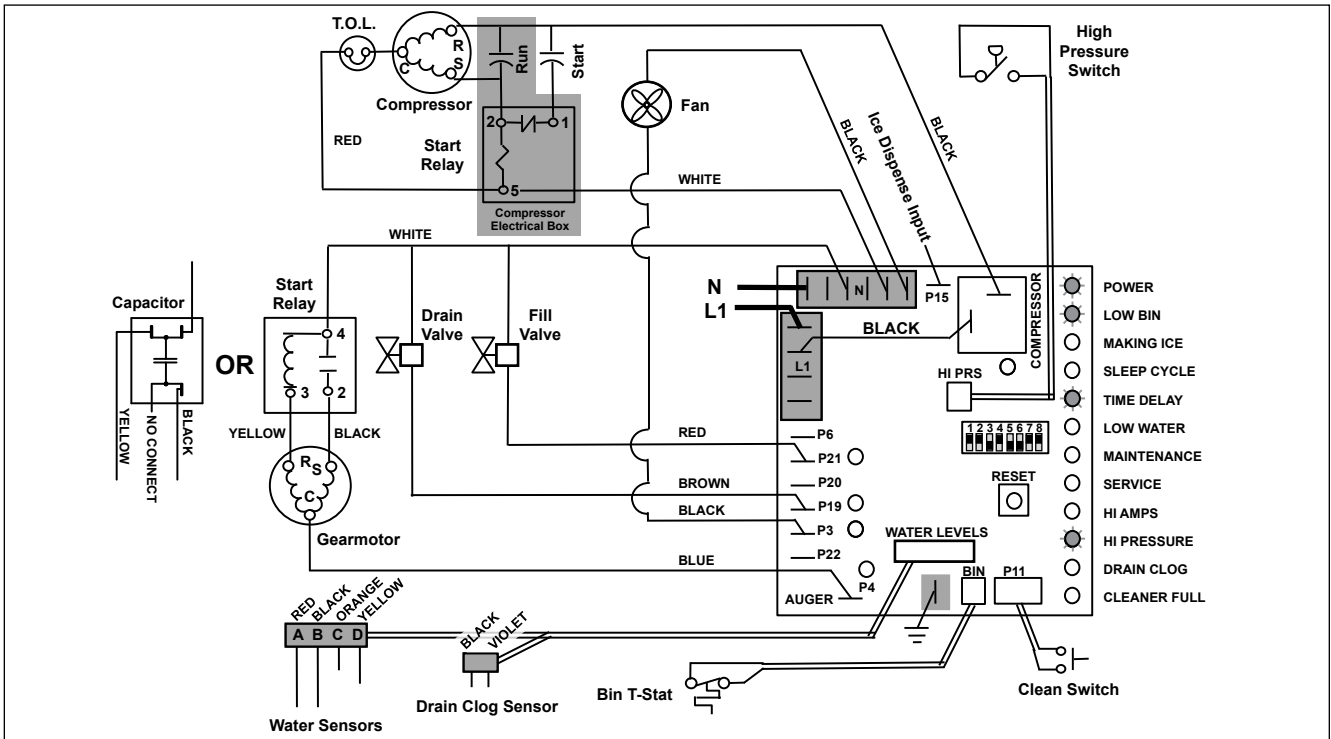 T.O.L.
R
S
C
Compressor
Run
Start
High
Pressure
Switch
Fan
RED
2
1
Start
Relay
5
Compressor
Electrical Box
WHITE
BLACK
Ice Dispense Input
BLACK
WHITE
Capacitor
OR
YELLOW
NO CONNECT
BLACK
Start
Relay
4
3
2
YELLOW
BLACK
R
S
C
Gearmotor
Drain
Valve
Fill
Valve
N
L1
N
P15
L1
BLACK
COMPRESSOR
HI PRS
1 2 3 4 5 6 7 8
RESET
POWER
LOW BIN
MAKING ICE
SLEEP CYCLE
TIME DELAY
LOW WATER
MAINTENANCE
SERVICE
HI AMPS
HI PRESSURE
DRAIN CLOG
CLEANER FULL
RED
P6
P21
BROWN
P20
P19
BLACK
P3
P22
BLUE
P4
AUGER
WATER LEVELS
BIN
P11
RED
BLACK
ORANGE
YELLOW
A B C D
Water Sensors
BLACK
VIOLET
Drain Clog Sensor
Bin T-Stat
Clean Switch